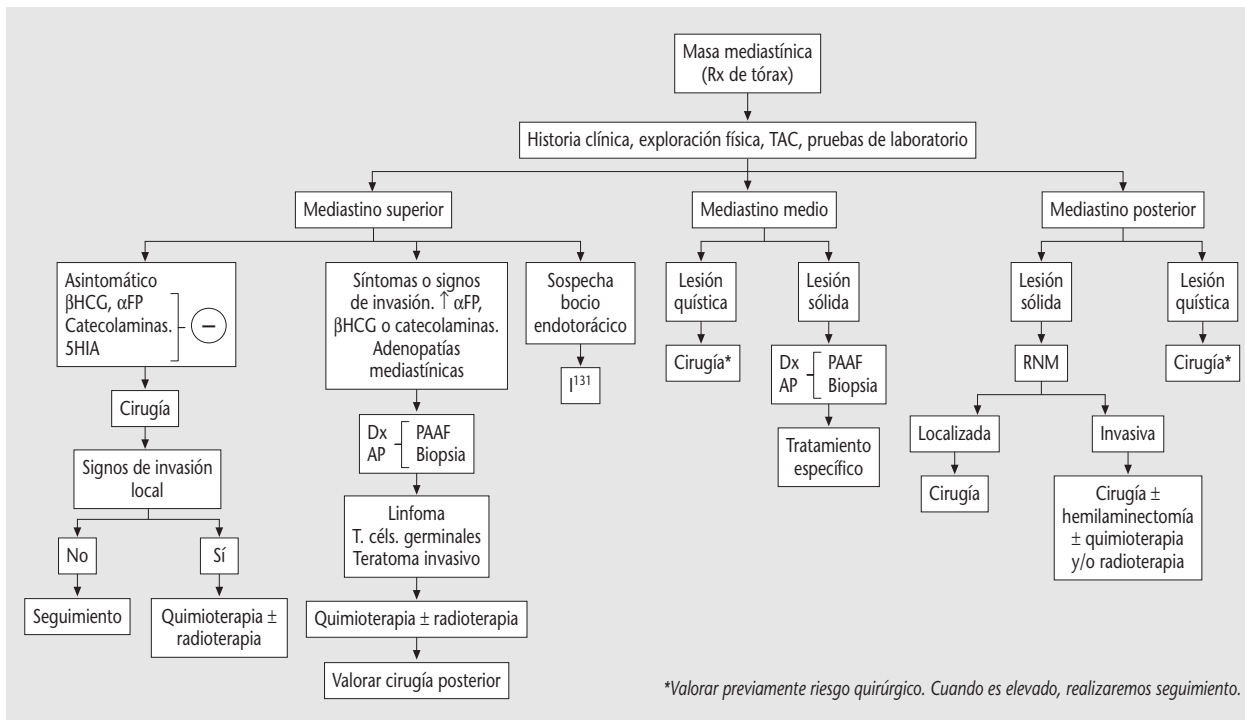 Masa mediastínica
(Rx de tórax)
Historia clínica, exploración física, TAC, pruebas de laboratorio
Mediastino superior
Mediastino medio
Mediastino posterior
Asintomático
βHCG, αFP
Catecolaminas.
5HIA
−
Cirugía
Signos de invasión
local
No
Sí
Seguimiento
Quimioterapia ±
radioterapia
Síntomas o signos
de invasión. ↑ αFP,
βHCG o catecolaminas.
Adenopatías
mediastínicas
Dx
AP
PAAF
Biopsia
Linfoma
T. céls. germinales
Teratoma invasivo
Quimioterapia ± radioterapia
Valorar cirugía posterior
Sospecha
bocio
endotorácico
I¹³¹
Lesión
quística
Cirugía*
Lesión
sólida
Dx
AP
PAAF
Biopsia
Tratamiento
específico
Lesión
sólida
RNM
Localizada
Cirugía
Invasiva
Cirugía ±
hemilaminectomía
± quimioterapia
y/o radioterapia
Lesión
quística
Cirugía*
*Valorar previamente riesgo quirúrgico. Cuando es elevado, realizaremos seguimiento.